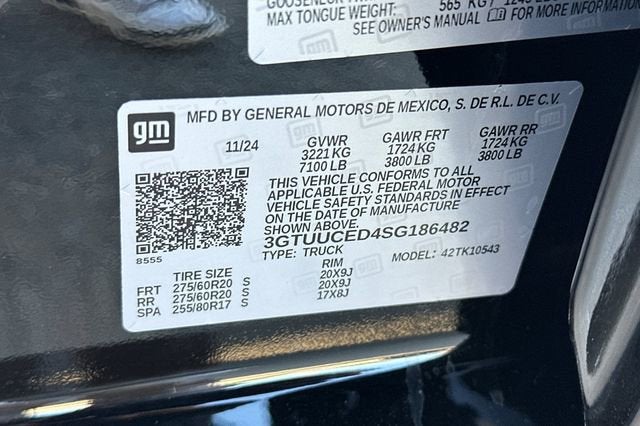 MAX TONGUE WEIGHT: 565 KG
SEE OWNER'S MANUAL FOR MORE INFORMATION
gm
MFD BY GENERAL MOTORS DE MEXICO, S. DE R.L. DE C.V.
11/24 GVWR GAWR FRT GAWR RR
3221 KG 1724 KG 1724 KG
7100 LB 3800 LB 3800 LB
THIS VEHICLE CONFORMS TO ALL
APPLICABLE U.S. FEDERAL MOTOR
VEHICLE SAFETY STANDARDS IN EFFECT
ON THE DATE OF MANUFACTURE
SHOWN ABOVE.
3GTUUCED4SG186482
TYPE: TRUCK MODEL: 42TK10543
8555
TIRE SIZE RIM
FRT 275/60R20 S 20X9J
RR 275/60R20 S 20X9J
SPA 255/80R17 S 17X8J